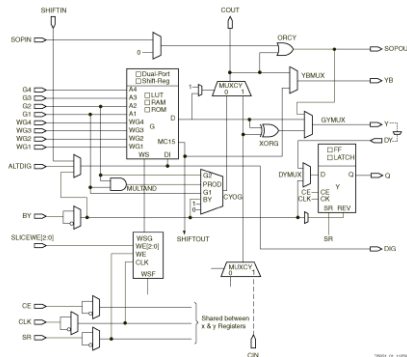 SHIFTIN
COUT
SOPIN
0
ORCY
SOPOUT
Dual-Port
Shift-Reg
MUXCY
0 1
YBMUX
YB
G4
G3
G2
G1
WG4
WG3
WG2
WG1
A4
A3
A2
A1
WG4
WG3
WG2
WG1
LUT
RAM
ROM
G
D
MC15
WS
DI
1
XORG
GYMUX
Y
DY
ALTDIG
MULTAND
G2
PROD
G1
BY
1
0
CYOG
FF
LATCH
DYMUX
D
Q
Y
Q
CE
CLK
CE
CK
SR REV
BY
SHIFTOUT
SR
DIG
SLICEWE[2:0]
WSG
WE[2:0]
WE
CLK
WSF
MUXCY
0 1
CE
CLK
SR
Shared between
x & y Registers
CIN